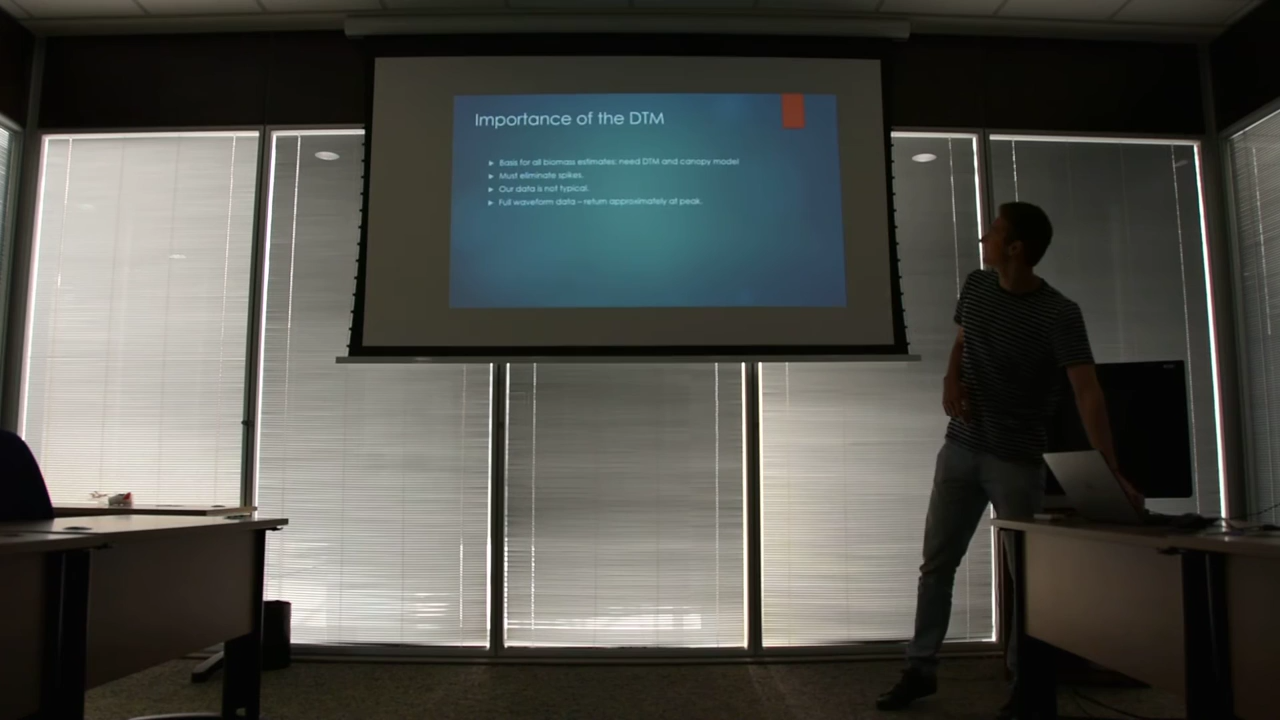 Importance of the DTM
Basis for all biomass estimates: need DTM and canopy model
Must eliminate spikes.
Our data is not typical.
Full waveform data – return approximately at peak.